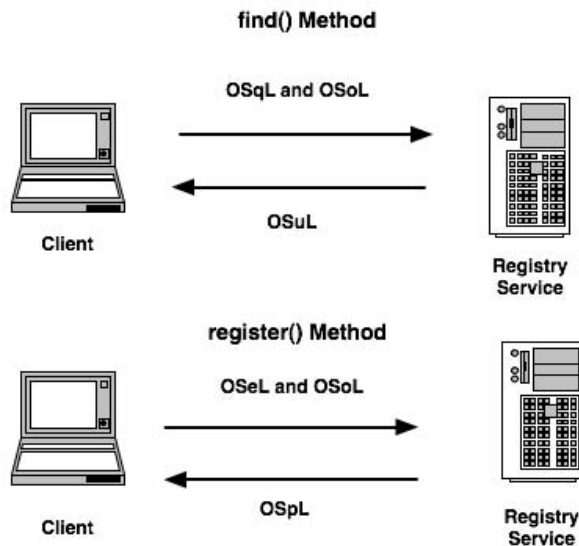 find() Method
OSqL and OSoL
OSuL
Client
Registry
Service
register() Method
OSeL and OSoL
OSpL
Client
Registry
Service